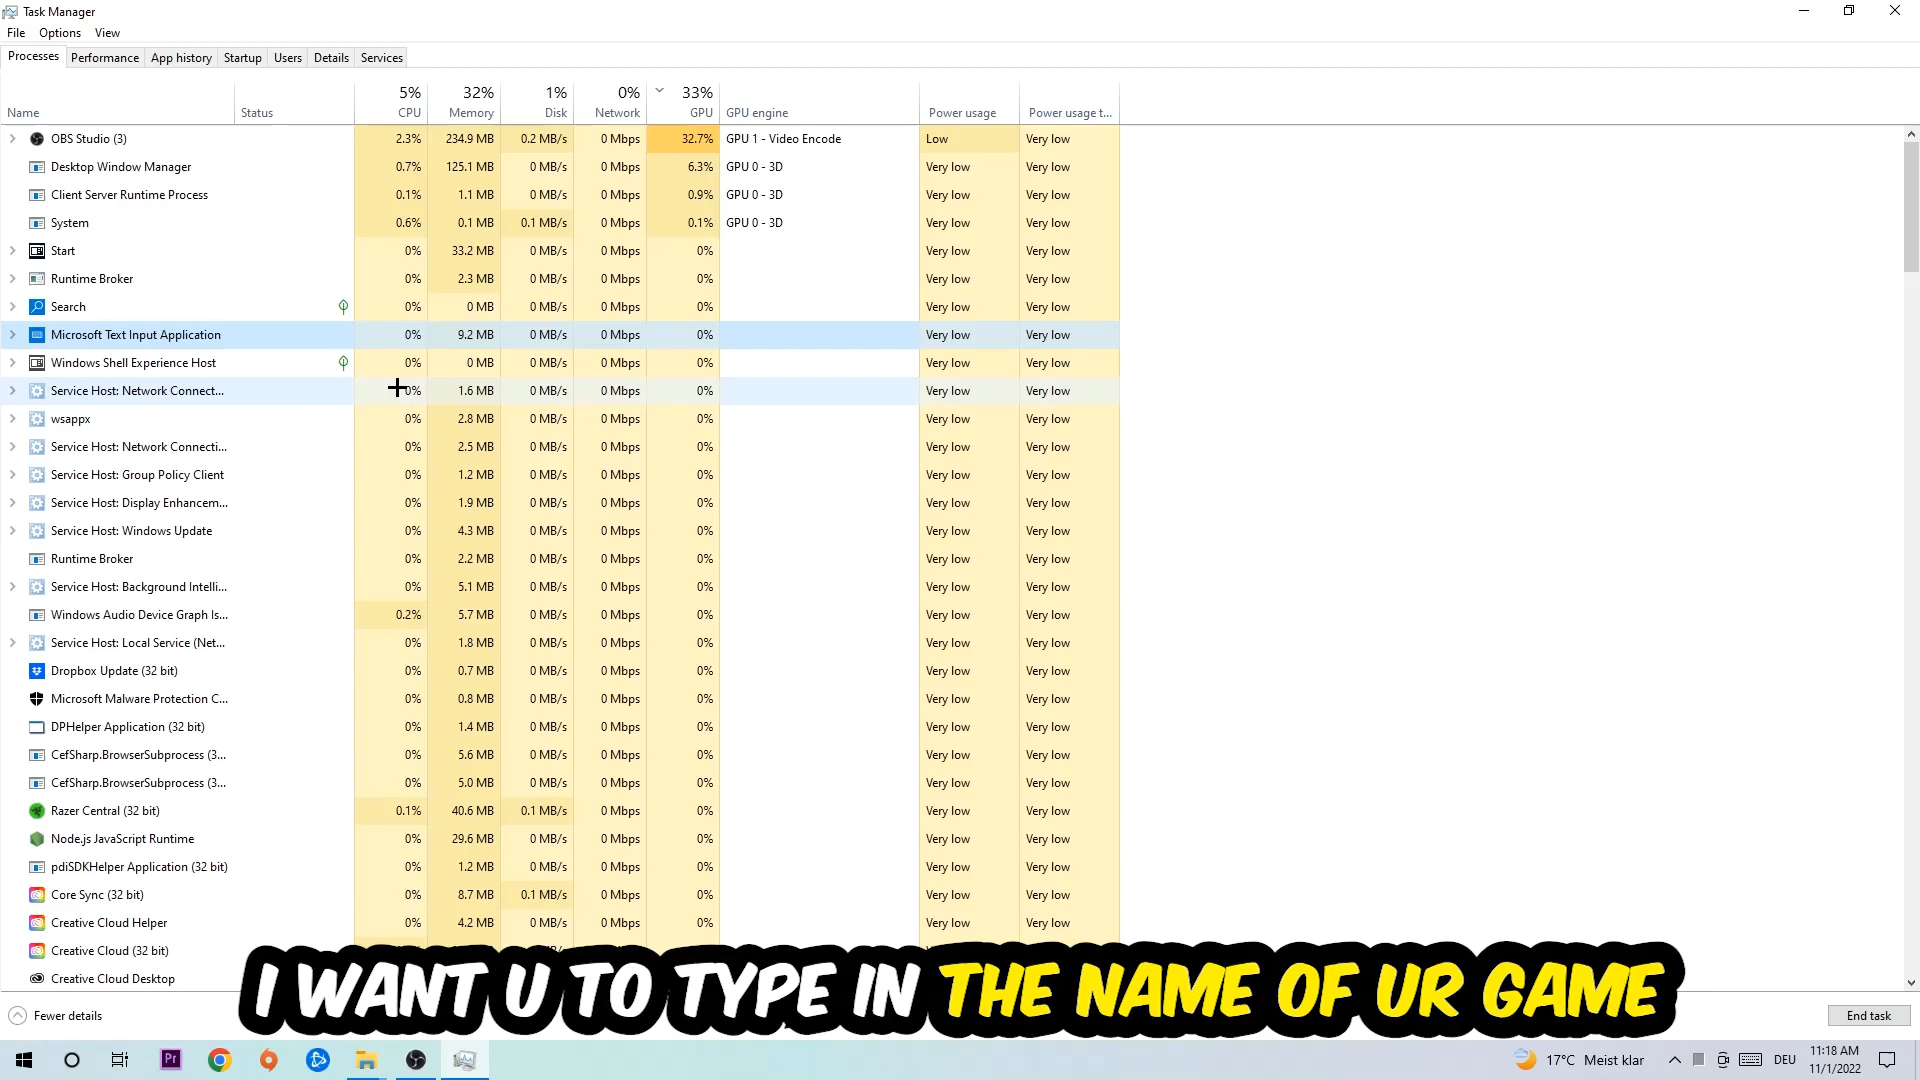 Task Manager
File Options View
Processes Performance App history Startup Users Details Services
5% 32% 1% 0% 33%
Name Status CPU Memory Disk Network GPU GPU engine Power usage Power usage t...
OBS Studio (3) 2.3% 234.9 MB 0.2 MB/s 0 Mbps 32.7% GPU 1 - Video Encode Low Very low
Desktop Window Manager 0.7% 125.1 MB 0 MB/s 0 Mbps 6.3% GPU 0 - 3D Very low Very low
Client Server Runtime Process 0.1% 1.1 MB 0 MB/s 0 Mbps 0.9% GPU 0 - 3D Very low Very low
System 0.6% 0.1 MB 0.1 MB/s 0 Mbps 0.1% GPU 0 - 3D Very low Very low
Start 0% 33.2 MB 0 MB/s 0 Mbps 0% Very low Very low
Runtime Broker 0% 2.3 MB 0 MB/s 0 Mbps 0% Very low Very low
Search 0% 0 MB 0 MB/s 0 Mbps 0% Very low Very low
Microsoft Text Input Application 0% 9.2 MB 0 MB/s 0 Mbps 0% Very low Very low
Windows Shell Experience Host 0% 0 MB 0 MB/s 0 Mbps 0% Very low Very low
Service Host: Network Connect... 0% 1.6 MB 0 MB/s 0 Mbps 0% Very low Very low
wsappx 0% 2.8 MB 0 MB/s 0 Mbps 0% Very low Very low
Service Host: Network Connecti... 0% 2.5 MB 0 MB/s 0 Mbps 0% Very low Very low
Service Host: Group Policy Client 0% 1.2 MB 0 MB/s 0 Mbps 0% Very low Very low
Service Host: Display Enhancem... 0% 1.9 MB 0 MB/s 0 Mbps 0% Very low Very low
Service Host: Windows Update 0% 4.3 MB 0 MB/s 0 Mbps 0% Very low Very low
Runtime Broker 0% 2.2 MB 0 MB/s 0 Mbps 0% Very low Very low
Service Host: Background Intelli... 0% 5.1 MB 0 MB/s 0 Mbps 0% Very low Very low
Windows Audio Device Graph Is... 0.2% 5.7 MB 0 MB/s 0 Mbps 0% Very low Very low
Service Host: Local Service (Net... 0% 1.8 MB 0 MB/s 0 Mbps 0% Very low Very low
Dropbox Update (32 bit) 0% 0.7 MB 0 MB/s 0 Mbps 0% Very low Very low
Microsoft Malware Protection C... 0% 0.8 MB 0 MB/s 0 Mbps 0% Very low Very low
DPHelper Application (32 bit) 0% 1.4 MB 0 MB/s 0 Mbps 0% Very low Very low
CefSharp.BrowserSubprocess (3... 0% 5.6 MB 0 MB/s 0 Mbps 0% Very low Very low
CefSharp.BrowserSubprocess (3... 0% 5.0 MB 0 MB/s 0 Mbps 0% Very low Very low
Razer Central (32 bit) 0.1% 40.6 MB 0.1 MB/s 0 Mbps 0% Very low Very low
Node.js JavaScript Runtime 0% 29.6 MB 0 MB/s 0 Mbps 0% Very low Very low
pdiSDKHelper Application (32 bit) 0% 1.2 MB 0 MB/s 0 Mbps 0% Very low Very low
Core Sync (32 bit) 0% 8.7 MB 0.1 MB/s 0 Mbps 0% Very low Very low
Creative Cloud Helper 0% 4.2 MB 0 MB/s 0 Mbps 0% Very low Very low
Creative Cloud (32 bit)
Creative Cloud Desktop
I WANT U TO TYPE IN THE NAME OF UR GAME
Fewer details End task
Pr 17°C Meist klar DEU 11:18 AM
11/1/2022